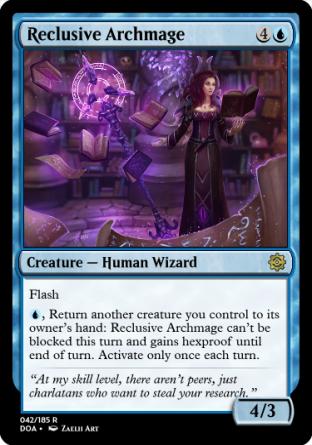 Reclusive Archmage 4
Creature — Human Wizard
Flash
, Return another creature you control to its
owner's hand: Reclusive Archmage can't be
blocked this turn and gains hexproof until
end of turn. Activate only once each turn.
"At my skill level, there aren't peers, just
charlatans who want to steal your research."
4/3
042/185 R
DOA • Zaelii Art